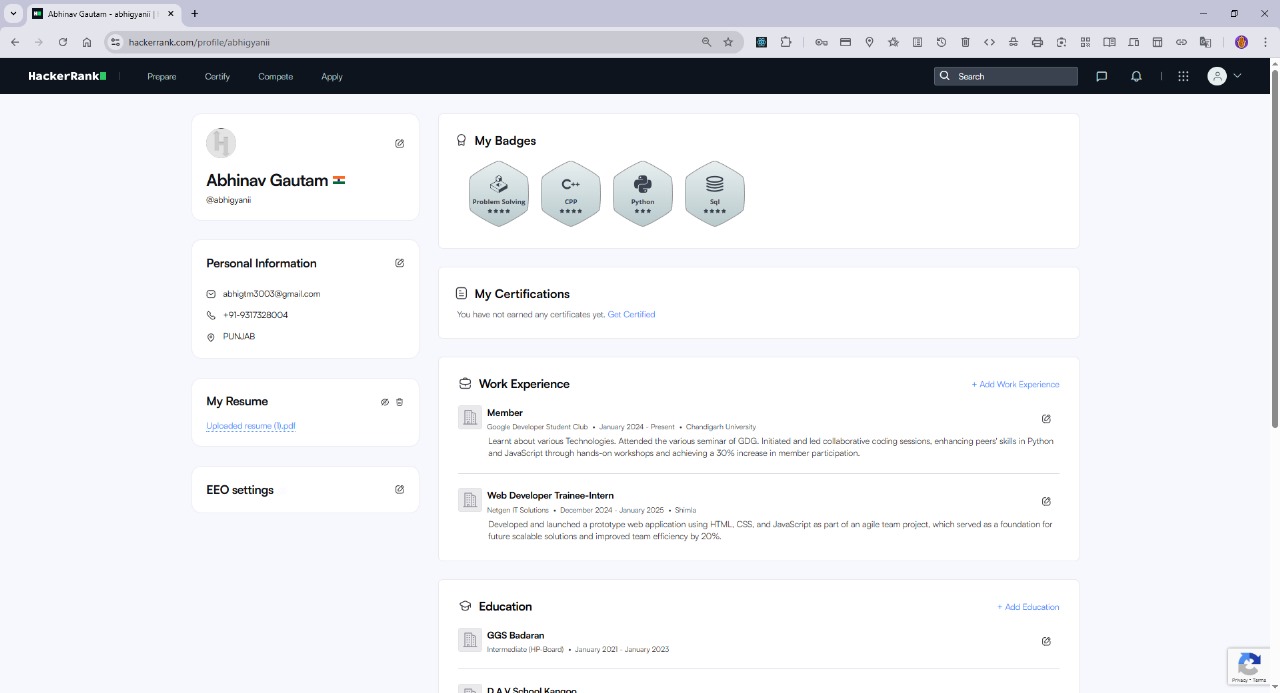 Abhinav Gautam - abhigyanii |
hackerrank.com/profile/abhigyanii
HackerRank
Prepare
Certify
Compete
Apply
Search
Abhinav Gautam
@abhigyanii
Personal Information
abhigtm3003@gmail.com
+91-9317328004
PUNJAB
My Resume
Uploaded resume (1).pdf
EEO settings
My Badges
Problem Solving
C++
CPP
Python
Sql
My Certifications
You have not earned any certificates yet. Get Certified
Work Experience
+ Add Work Experience
Member
Google Developer Student Club • January 2024 - Present • Chandigarh University
Learnt about various Technologies. Attended the various seminar of GDG. Initiated and led collaborative coding sessions, enhancing peers' skills in Python
and JavaScript through hands-on workshops and achieving a 30% increase in member participation.
Web Developer Trainee-Intern
Netgen IT Solutions • December 2024 - January 2025 • Shimla
Developed and launched a prototype web application using HTML, CSS, and JavaScript as part of an agile team project, which served as a foundation for
future scalable solutions and improved team efficiency by 20%.
Education
+ Add Education
GGS Badaran
Intermediate (HP-Board) • January 2021 - January 2023
D.A.V School Kangoo
Privacy - Terms